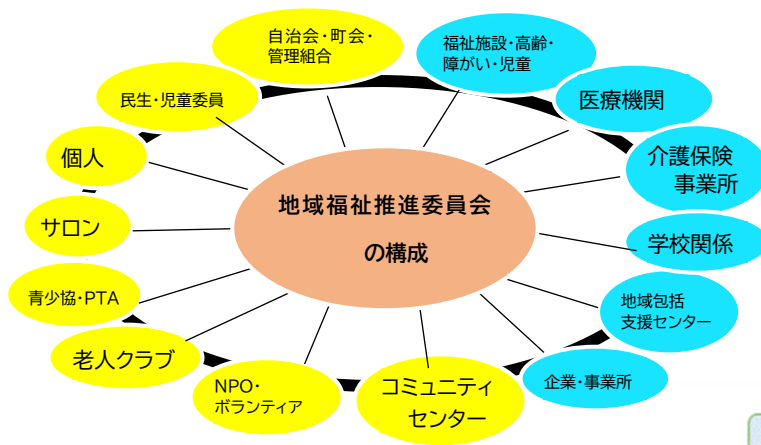 自治会・町会・
管理組合
福祉施設・高齢・
障がい・児童
民生・児童委員
医療機関
個人
介護保険
事業所
地域福祉推進委員会
の構成
サロン
学校関係
青少協・PTA
地域包括
支援センター
老人クラブ
NPO・
ボランティア
コミュニティ
センター
企業・事業所